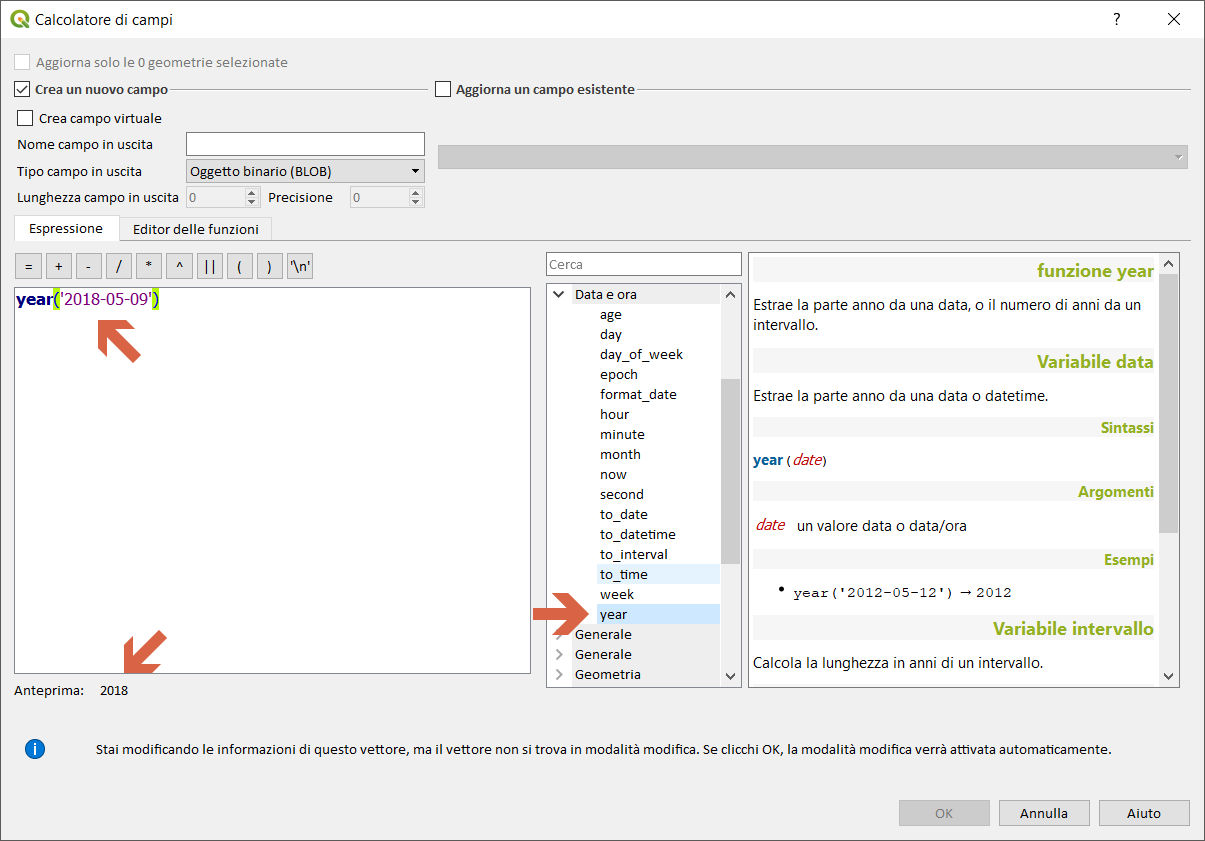 Calcolatore di campi
?
Aggiorna solo le 0 geometrie selezionate
Crea un nuovo campo
Aggiorna un campo esistente
Crea campo virtuale
Nome campo in uscita
Tipo campo in uscita Oggetto binario (BLOB)
Lunghezza campo in uscita 0 Precisione 0
Espressione Editor delle funzioni
= + - / * ^ || ( ) '\n'
year('2018-05-09')
Anteprima: 2018
Cerca
Data e ora
age
day
day_of_week
epoch
format_date
hour
minute
month
now
second
to_date
to_datetime
to_interval
to_time
week
year
Generale
Generale
Geometria
funzione year
Estrae la parte anno da una data, o il numero di anni da un
intervallo.
Variabile data
Estrae la parte anno da una data o datetime.
Sintassi
year (date)
Argomenti
date un valore data o data/ora
Esempi
• year('2012-05-12') → 2012
Variabile intervallo
Calcola la lunghezza in anni di un intervallo.
Stai modificando le informazioni di questo vettore, ma il vettore non si trova in modalità modifica. Se clicchi OK, la modalità modifica verrà attivata automaticamente.
OK Annulla Aiuto